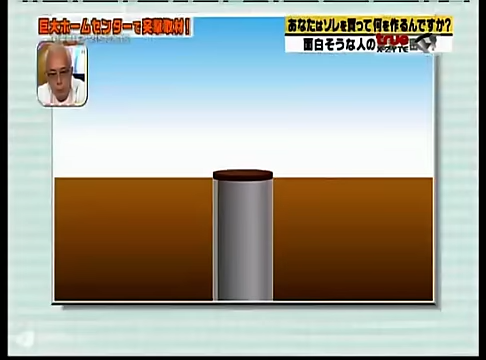 巨大ホームセンターで突撃取材！
あなたはソレを買って何を作るんですか？
面白そうな人の
true